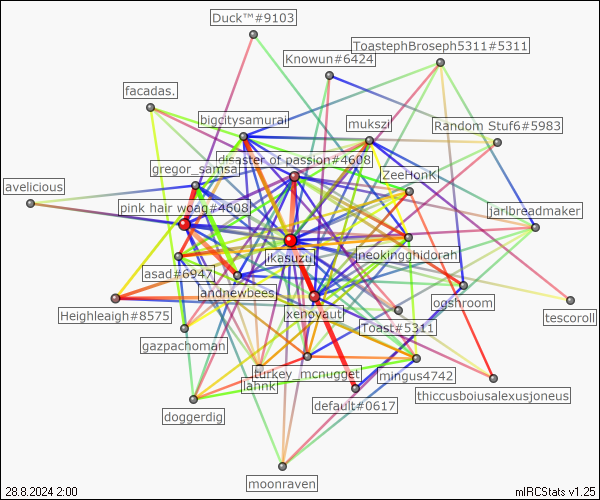 Duck™#9103
ToastephBroseph5311#5311
Knowun#6424
facadas.
bigcitysamurai
mukszil
Random Stuf6#5983
disaster of passion#4608
gregor_samsa
ZeeHonK
avelicious
pink hair woag#4608
jarlbreadmaker
ikasuzu
neokingghidorah
asad#6947
andnewbees
ogshroom
Heighleaigh#8575
xenoyaut
tescoroll
Toast#5311
gazpachoman
turkey_mcnugget
mingus4742
lahnk
thiccusboiusalexusjoneus
default#0617
doggerdig
moonraven
28.8.2024 2:00
mIRCStats v1.25